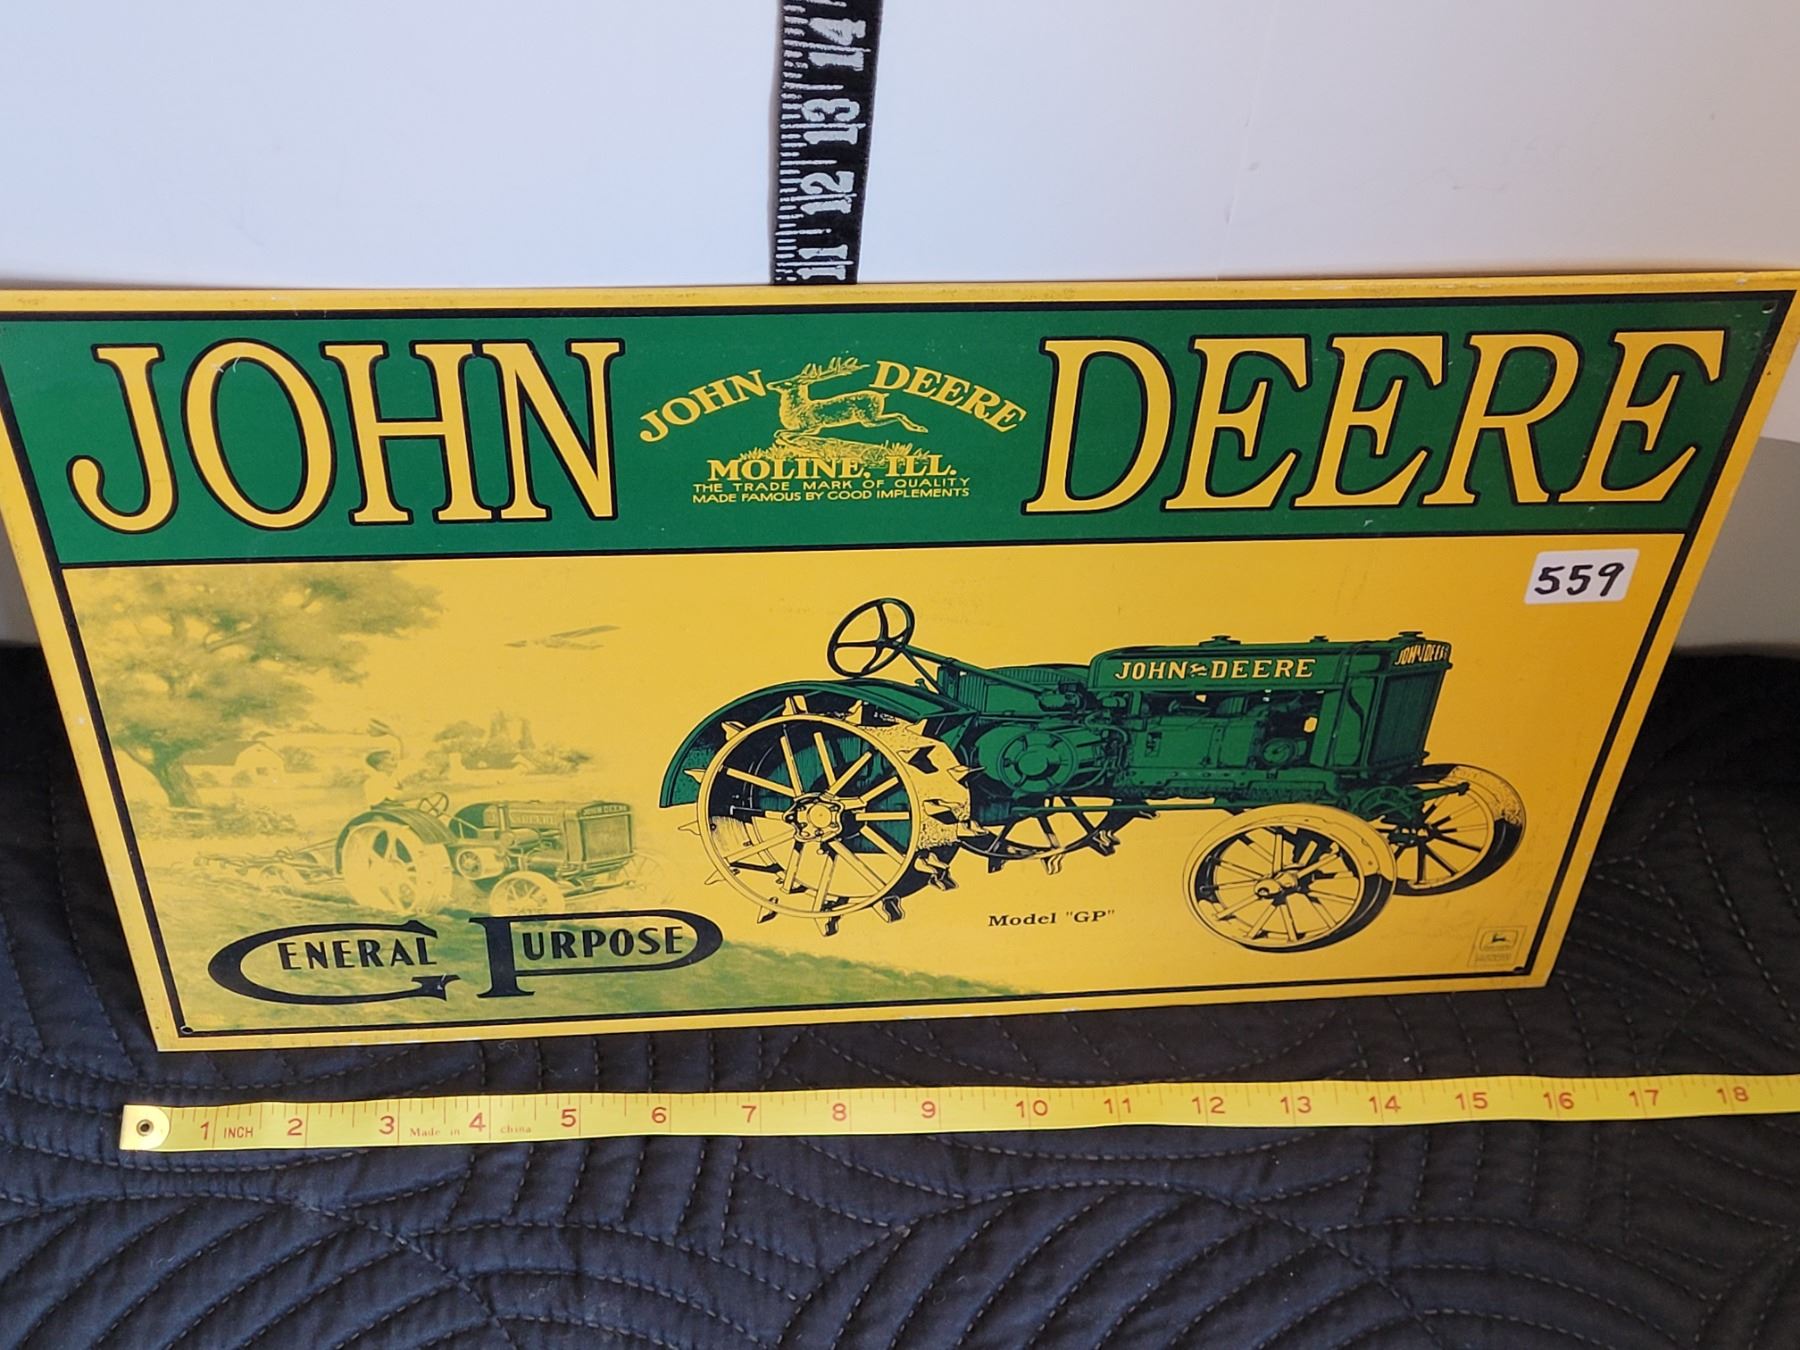 14
13
12
11
JOHN DEERE
JOHN DEERE
MOLINE, ILL.
THE TRADE MARK OF QUALITY
MADE FAMOUS BY GOOD IMPLEMENTS
559
JOHN DEERE
JOHN DEERE
JOHN DEERE
Model "GP"
GENERAL PURPOSE
1 INCH 2 3 Made in 4 China 5 6 7 8 9 10 11 12 13 14 15 16 17 18